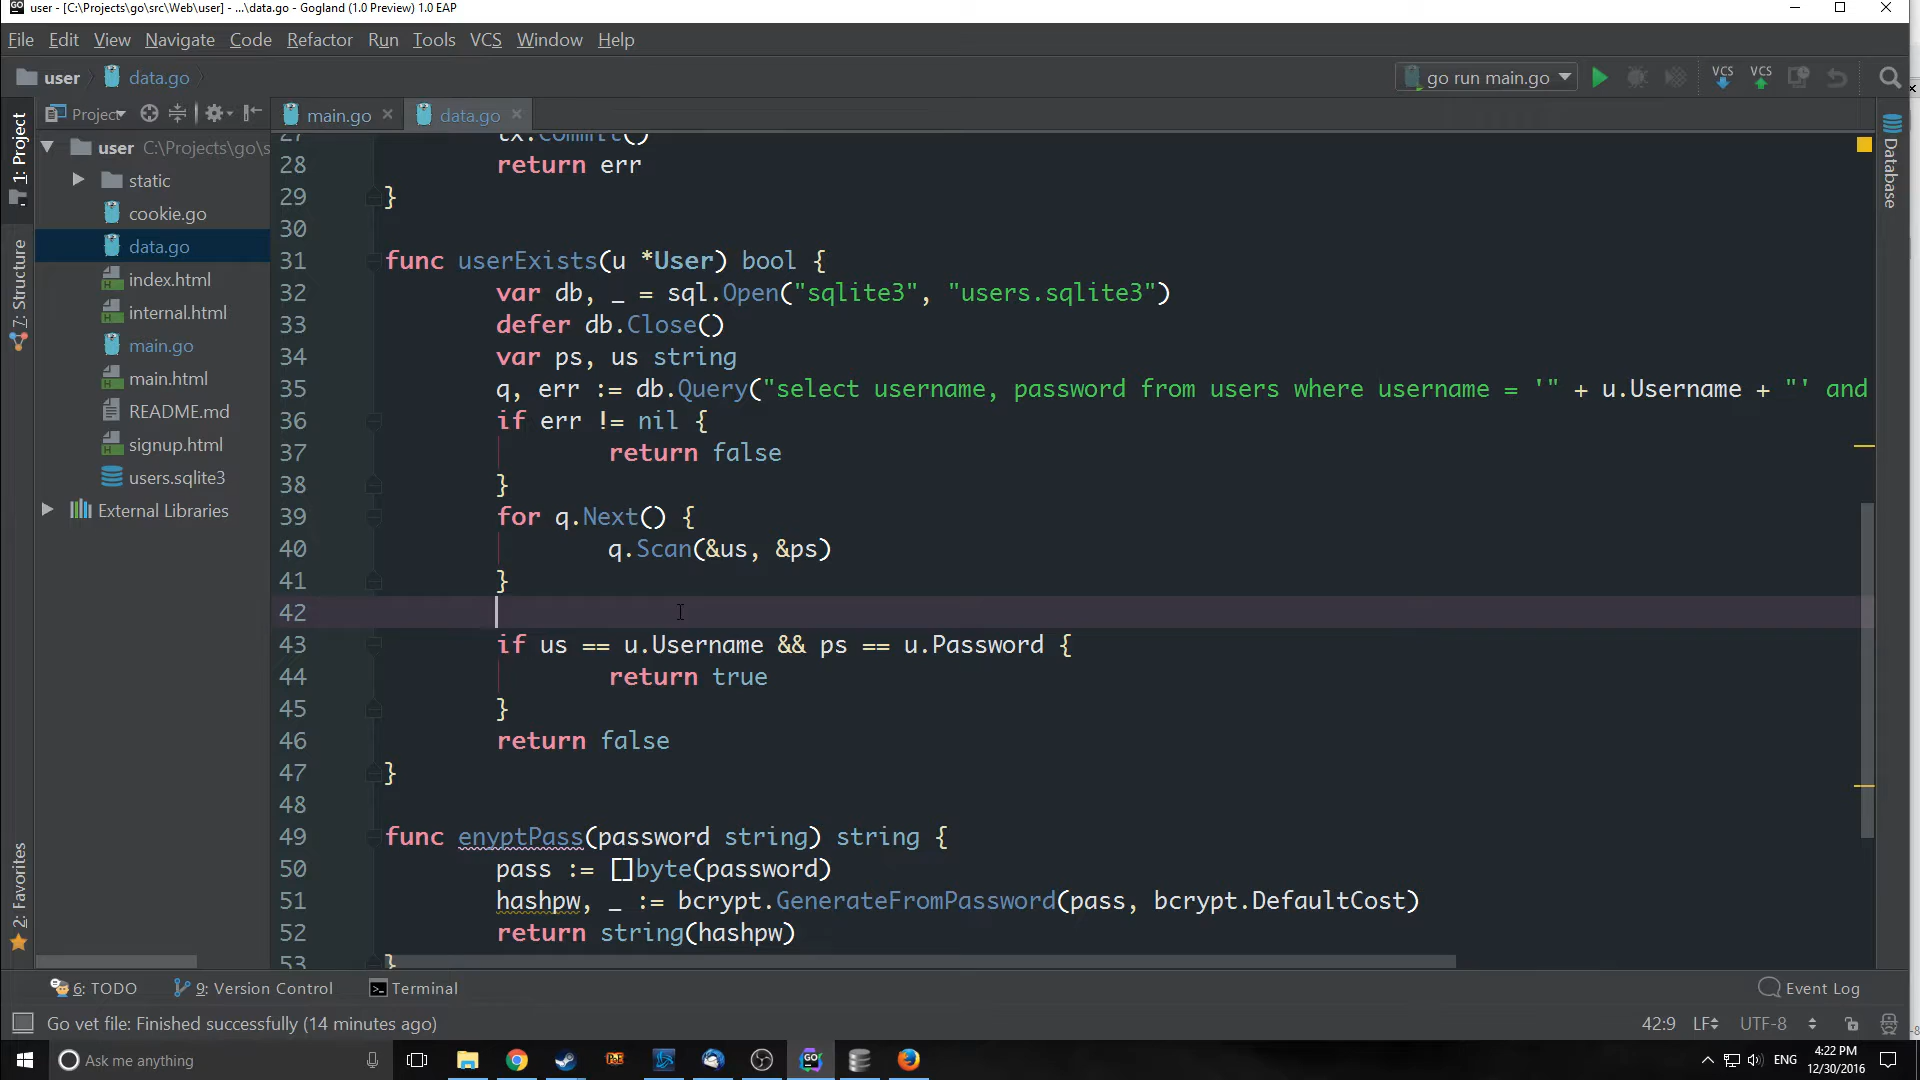 user - [C:\Projects\go\src\Web\user] - ...\data.go - Gogland (1.0 Preview) 1.0 EAP
File Edit View Navigate Code Refactor Run Tools VCS Window Help
user data.go go run main.go VCS VCS
Project main.go data.go
1: Project
7: Structure
2: Favorites
Database
user C:\Projects\go\s
static
cookie.go
data.go
index.html
internal.html
main.go
main.html
README.md
signup.html
users.sqlite3
External Libraries
27 tx.Commit()
28 return err
29 }
30
31 func userExists(u *User) bool {
32 var db, _ = sql.Open("sqlite3", "users.sqlite3")
33 defer db.Close()
34 var ps, us string
35 q, err := db.Query("select username, password from users where username = '" + u.Username + "' and
36 if err != nil {
37 return false
38 }
39 for q.Next() {
40 q.Scan(&us, &ps)
41 }
42
43 if us == u.Username && ps == u.Password {
44 return true
45 }
46 return false
47 }
48
49 func enyptPass(password string) string {
50 pass := []byte(password)
51 hashpw, _ := bcrypt.GenerateFromPassword(pass, bcrypt.DefaultCost)
52 return string(hashpw)
53 }
6: TODO 9: Version Control Terminal Event Log
Go vet file: Finished successfully (14 minutes ago) 42:9 LF UTF-8
Ask me anything ENG 4:22 PM
12/30/2016